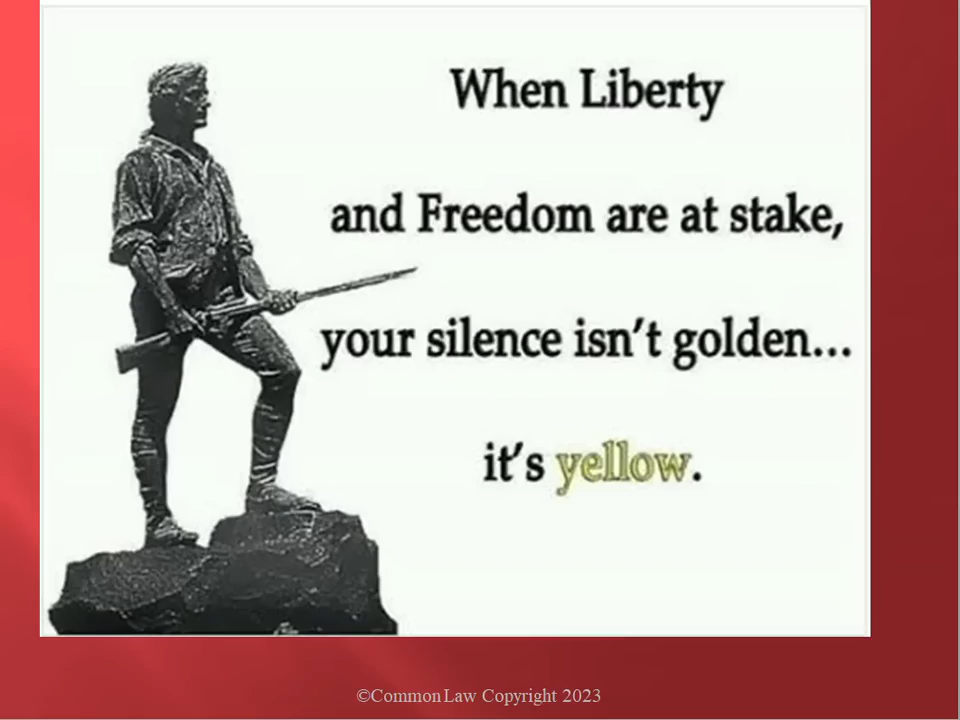 When Liberty
and Freedom are at stake,
your silence isn't golden...
it's yellow.
©CommonLaw Copyright 2023